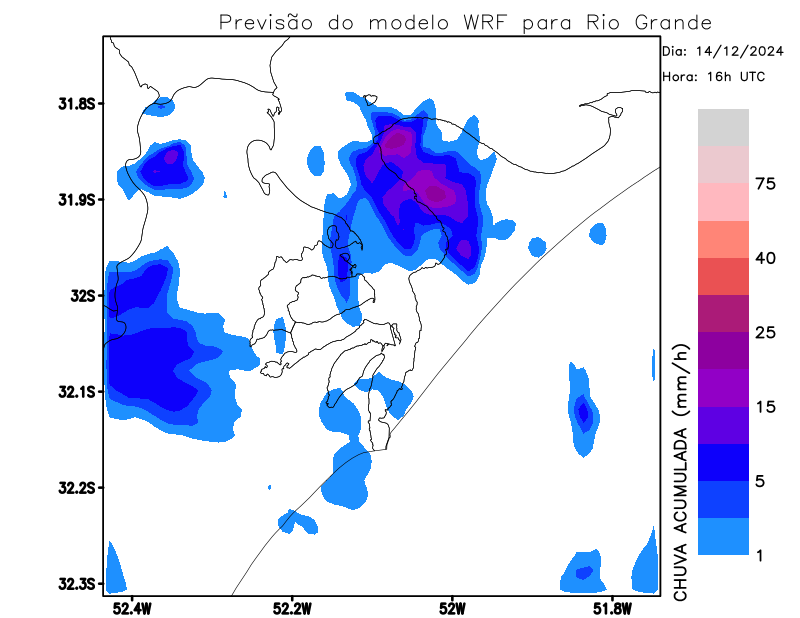 Previsão do modelo WRF para Rio Grande
Dia: 14/12/2024
Hora: 16h UTC
31.8S
31.9S
32S
32.1S
32.2S
32.3S
52.4W
52.2W
52W
51.8W
75
40
25
15
5
1
CHUVA ACUMULADA (mm/h)